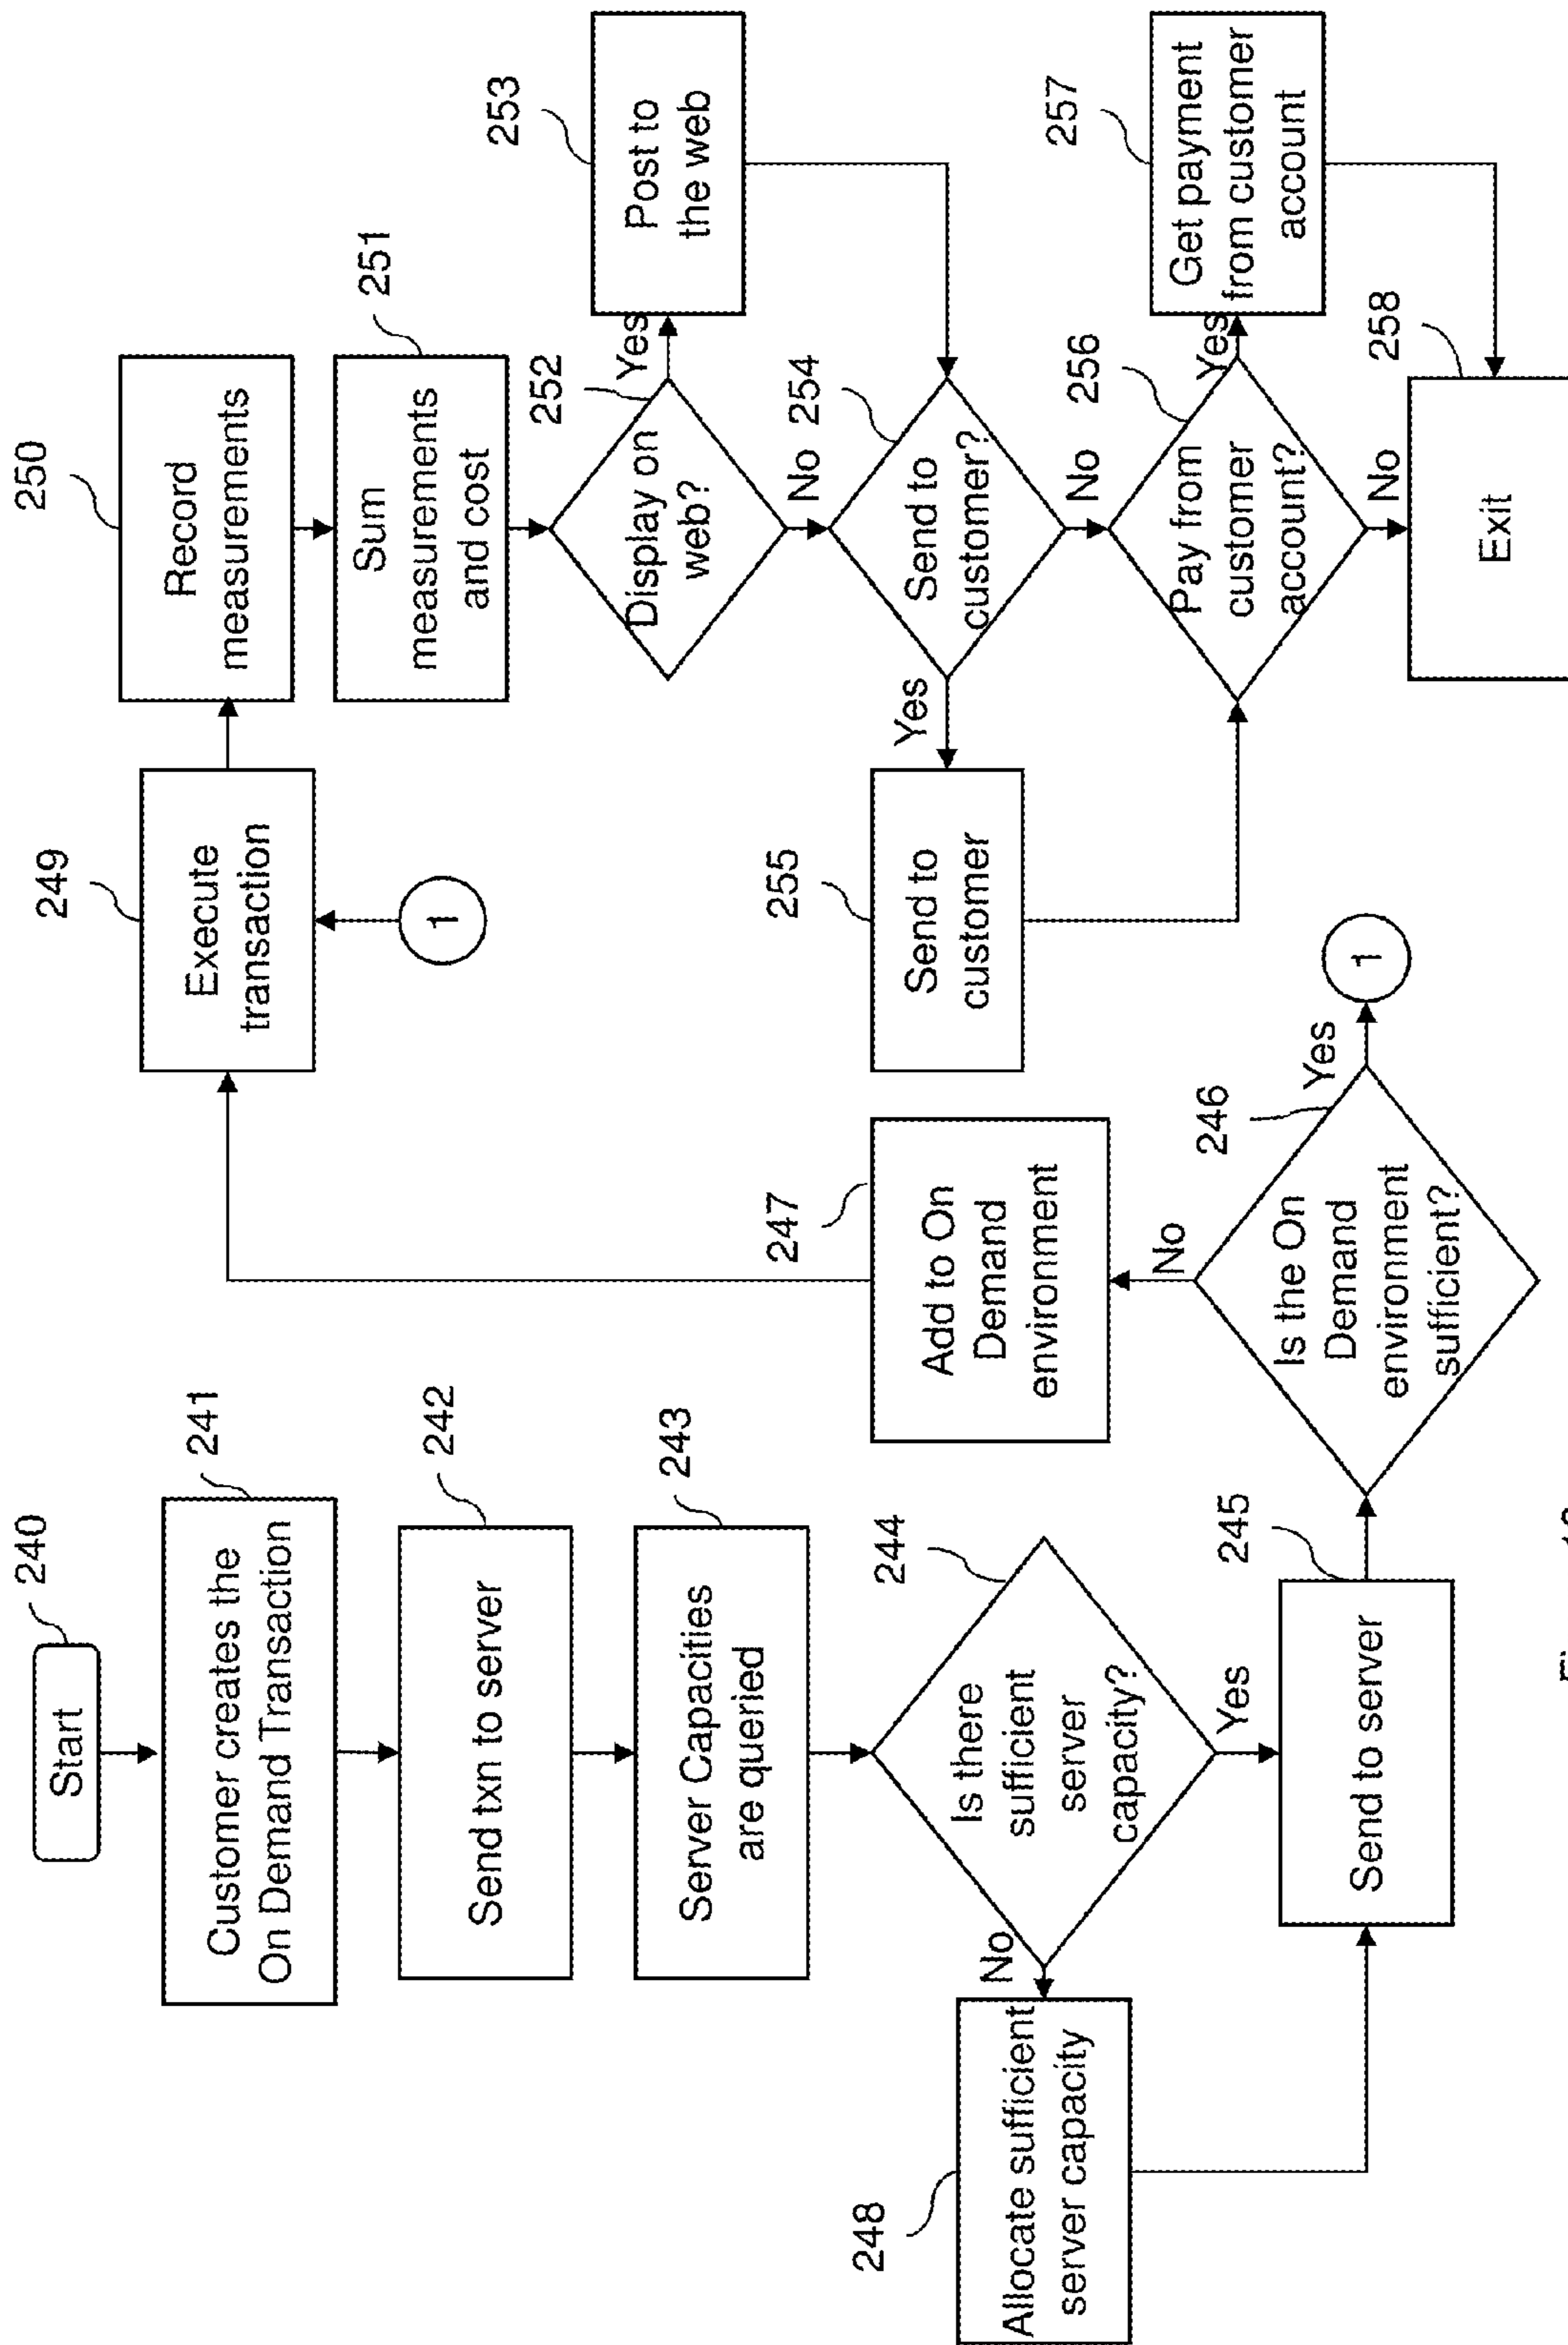 240
Start
241
Customer creates the
On Demand Transaction
242
Send txn to server
243
Server Capacities
are queried
244
Is there
sufficient
server
capacity?
No
Yes
248
Allocate sufficient
server capacity
245
Send to server
246
Is the On
Demand
environment
sufficient?
No
Yes
1
247
Add to On
Demand
environment
249
Execute
transaction
1
250
Record
measurements
251
Sum
measurements
and cost
252
Display on
web?
Yes
No
253
Post to
the web
254
Send to
customer?
Yes
No
255
Send to
customer
256
Pay from
customer
account?
Yes
No
257
Get payment
from customer
account
258
Exit